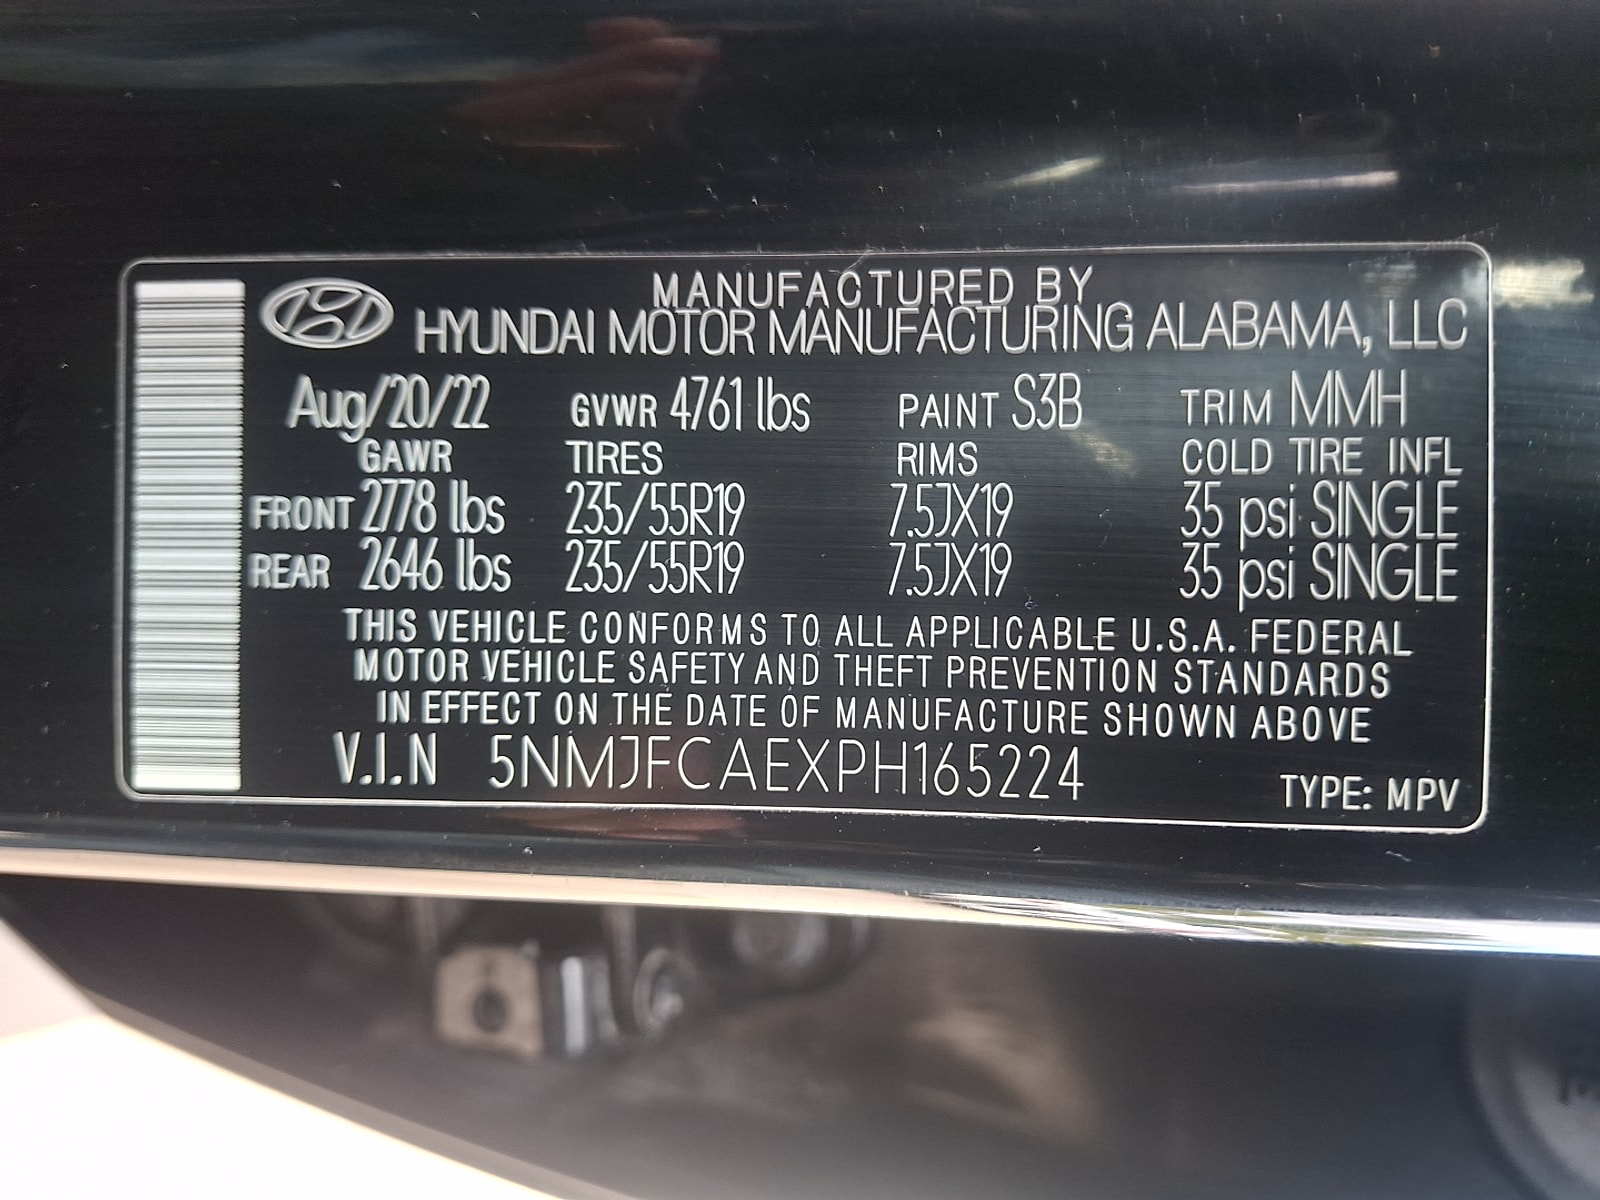 MANUFACTURED BY
HYUNDAI MOTOR MANUFACTURING ALABAMA, LLC
Aug/20/22 GVWR 4761 lbs PAINT S3B TRIM MMH
GAWR TIRES RIMS COLD TIRE INFL
FRONT 2778 lbs 235/55R19 7.5JX19 35 psi SINGLE
REAR 2646 lbs 235/55R19 7.5JX19 35 psi SINGLE
THIS VEHICLE CONFORMS TO ALL APPLICABLE U.S.A. FEDERAL
MOTOR VEHICLE SAFETY AND THEFT PREVENTION STANDARDS
IN EFFECT ON THE DATE OF MANUFACTURE SHOWN ABOVE
V.I.N 5NMJFCAEXPH165224
TYPE: MPV